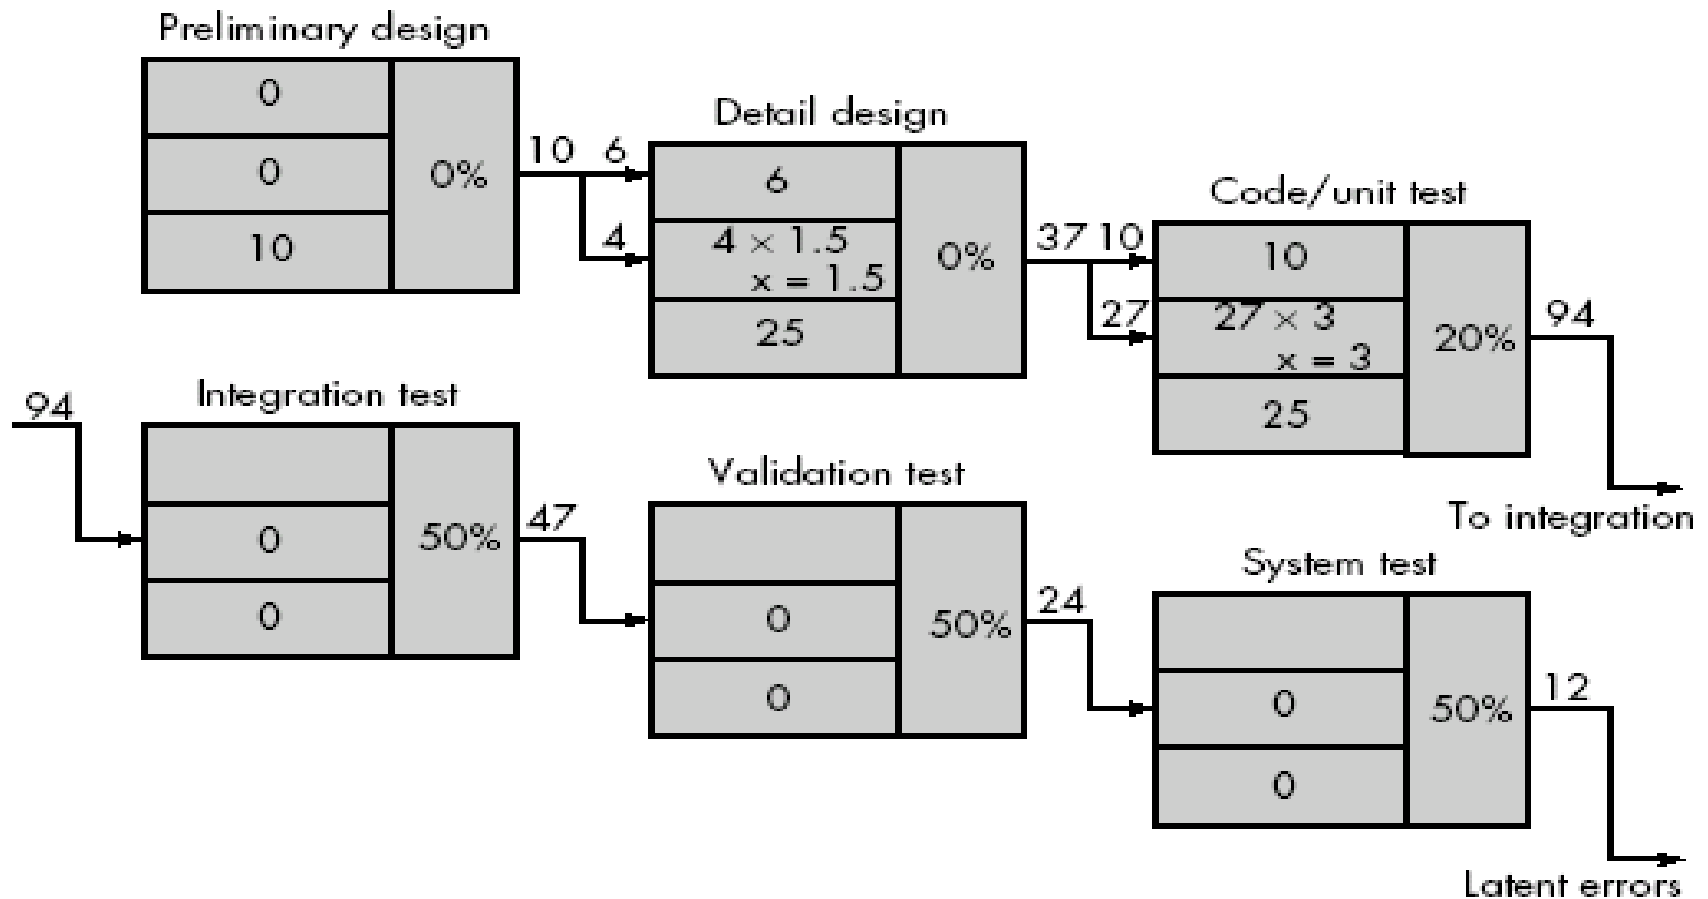 Preliminary design
0
0
10
0%
10 6
4
Detail design
6
4 × 1.5
x = 1.5
25
0%
37 10
27
Code/unit test
10
27 × 3
x = 3
25
20%
94
To integration
94
Integration test
0
0
50%
47
Validation test
0
0
50%
24
System test
0
0
50%
12
Latent errors